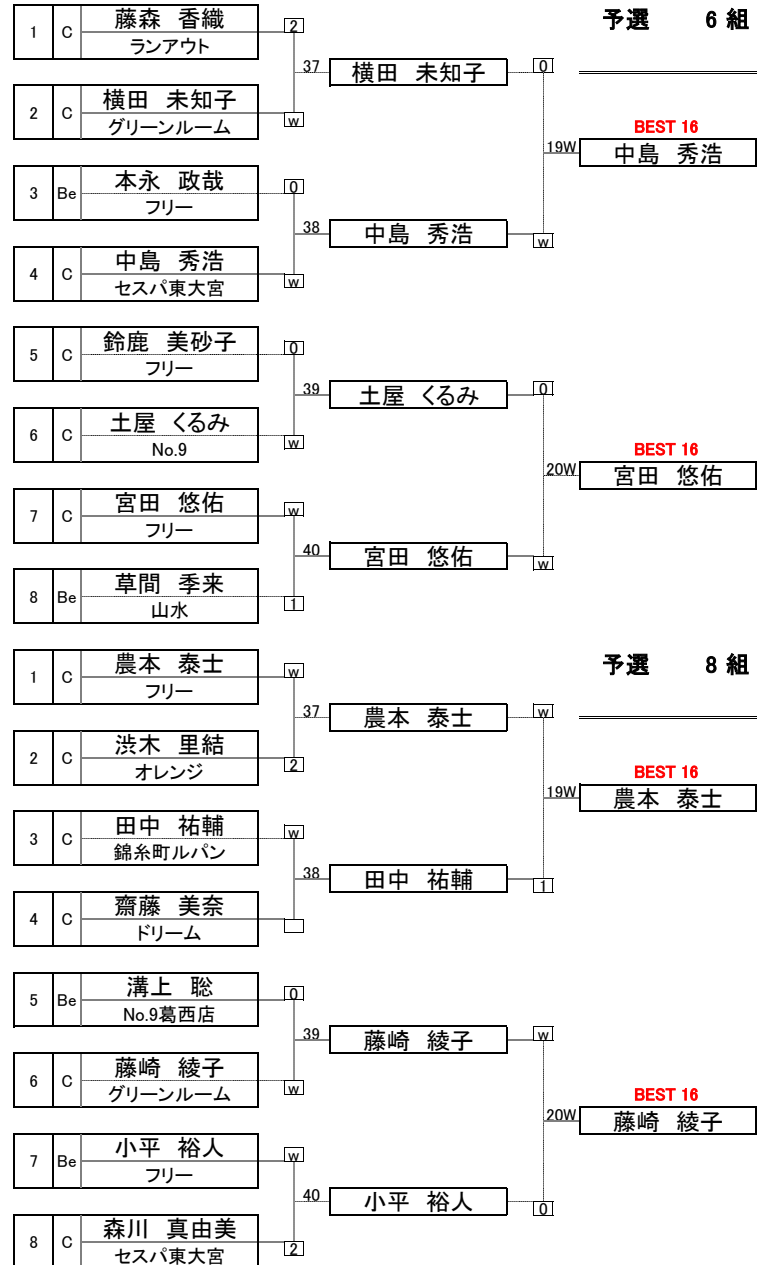 予選 6 組
1 C 藤森 香織 2
ランアウト
37 横田 未知子 0
2 C 横田 未知子
グリーンルーム w
BEST 16
19W 中島 秀浩
3 Be 本永 政哉 0
フリー
38 中島 秀浩 w
4 C 中島 秀浩
セスパ東大宮 w
5 C 鈴鹿 美砂子 0
フリー
39 土屋 くるみ 0
6 C 土屋 くるみ
No.9 w
BEST 16
20W 宮田 悠佑
7 C 宮田 悠佑 w
フリー
40 宮田 悠佑 w
8 Be 草間 季来
山水 1
予選 8 組
1 C 農本 泰士 w
フリー
37 農本 泰士 w
2 C 渋木 里結
オレンジ 2
BEST 16
19W 農本 泰士
3 C 田中 祐輔 w
錦糸町ルパン
38 田中 祐輔 1
4 C 齋藤 美奈
ドリーム
5 Be 溝上 聡 0
No.9葛西店
39 藤崎 綾子 w
6 C 藤崎 綾子
グリーンルーム w
BEST 16
20W 藤崎 綾子
7 Be 小平 裕人 w
フリー
40 小平 裕人 0
8 C 森川 真由美
セスパ東大宮 2